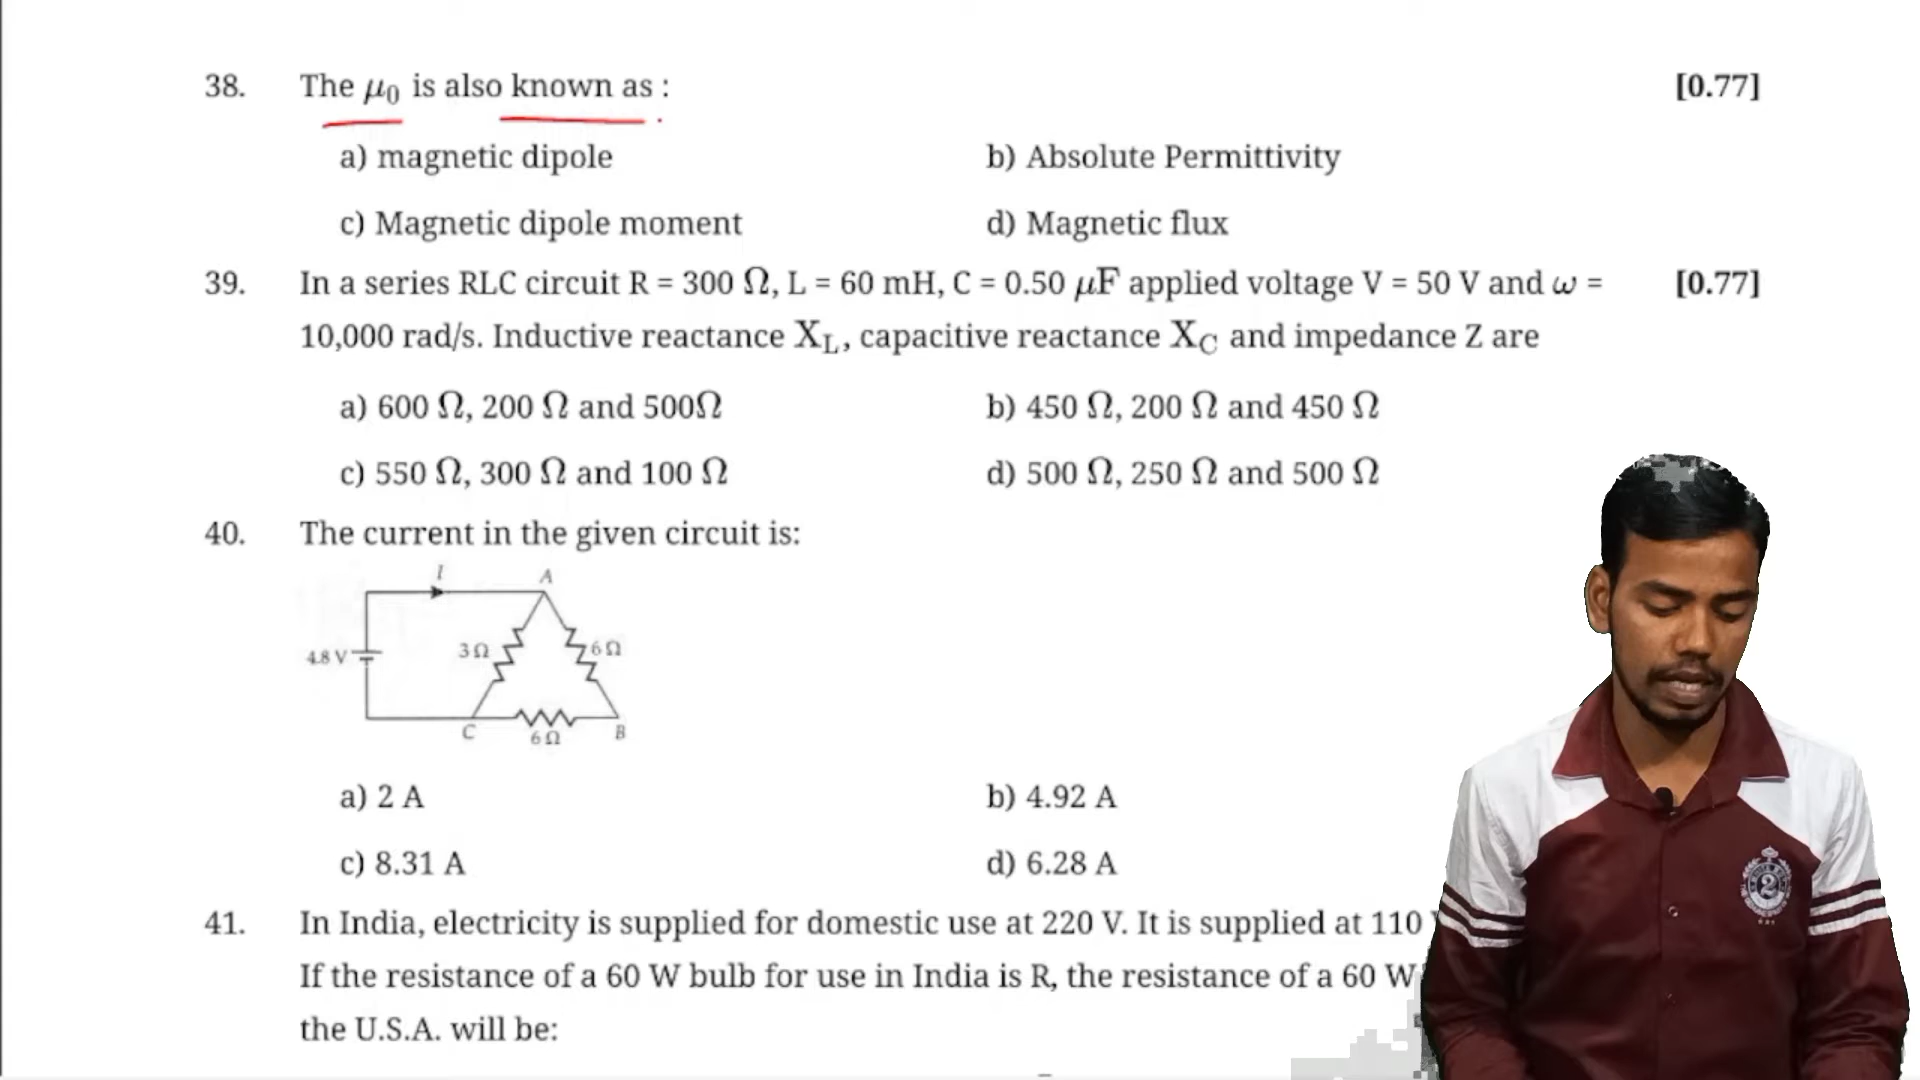 38. The μ₀ is also known as : [0.77]
a) magnetic dipole b) Absolute Permittivity
c) Magnetic dipole moment d) Magnetic flux
39. In a series RLC circuit R = 300 Ω, L = 60 mH, C = 0.50 μF applied voltage V = 50 V and ω = [0.77]
10,000 rad/s. Inductive reactance X_L, capacitive reactance X_C and impedance Z are
a) 600 Ω, 200 Ω and 500Ω b) 450 Ω, 200 Ω and 450 Ω
c) 550 Ω, 300 Ω and 100 Ω d) 500 Ω, 250 Ω and 500 Ω
40. The current in the given circuit is:
I A
4.8 V 3 Ω 6 Ω
C 6 Ω B
a) 2 A b) 4.92 A
c) 8.31 A d) 6.28 A
41. In India, electricity is supplied for domestic use at 220 V. It is supplied at 110
If the resistance of a 60 W bulb for use in India is R, the resistance of a 60 W
the U.S.A. will be:
2